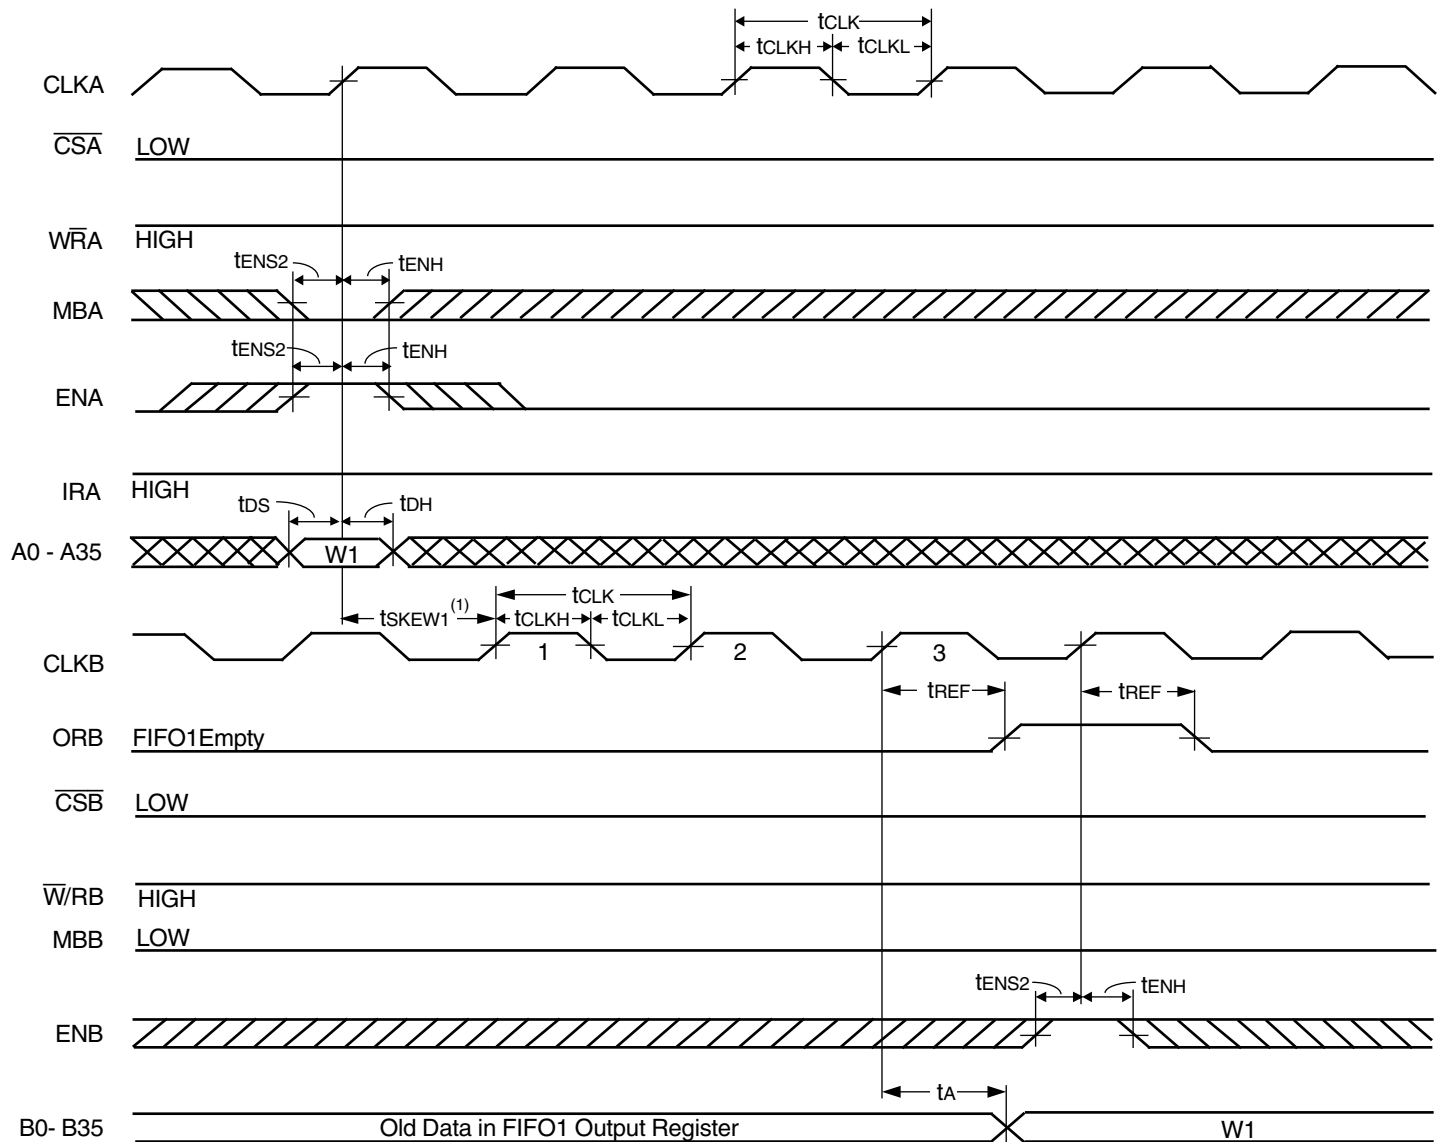 tCLK
tCLKH tCLKL
CLKA
CSA LOW
WRA HIGH
tENS2 tENH
MBA
tENS2 tENH
ENA
IRA HIGH
tDS tDH
A0 - A35 W1
tCLK
tSKEW1(1) tCLKH tCLKL
CLKB 1 2 3
tREF tREF
ORB FIFO1Empty
CSB LOW
W/RB HIGH
MBB LOW
tENS2 tENH
ENB
tA
B0- B35 Old Data in FIFO1 Output Register W1